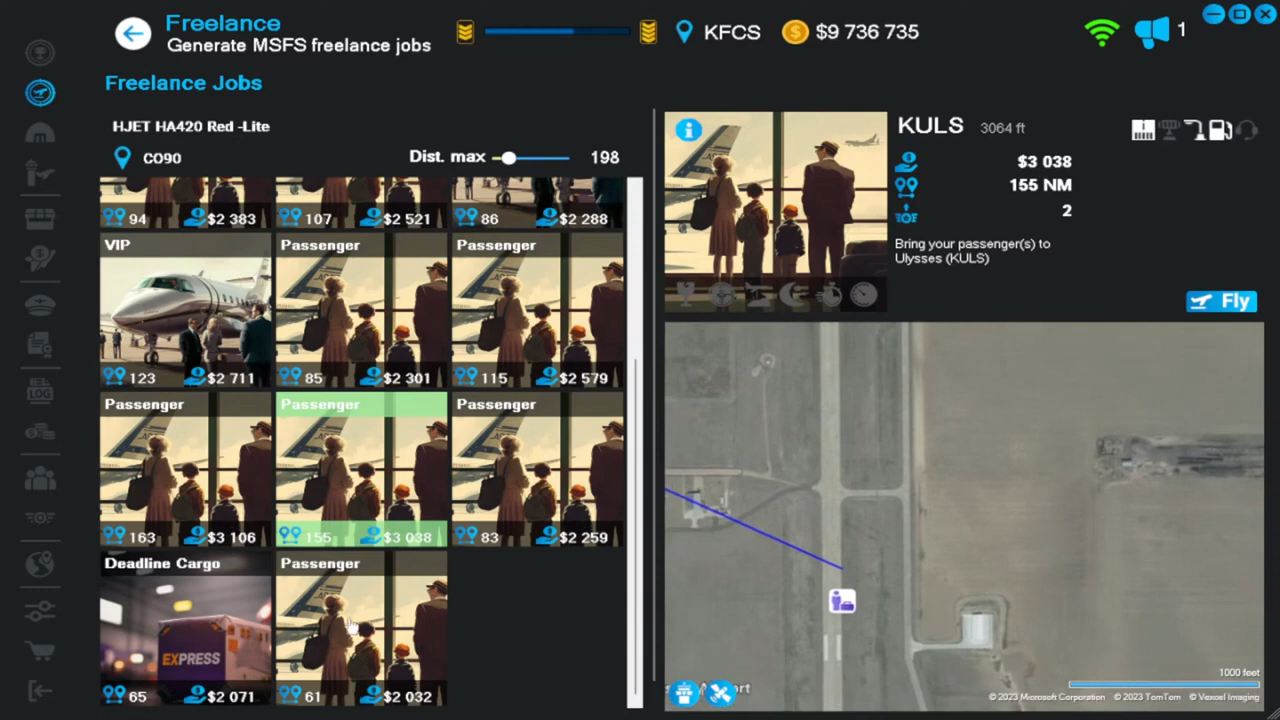 Freelance
Generate MSFS freelance jobs
KFCS
$9 736 735
1
Freelance Jobs
HJET HA420 Red -Lite
CO90
Dist. max
198
94
$2 383
107
$2 521
86
$2 288
VIP
123
$2 711
Passenger
85
$2 301
Passenger
115
$2 579
Passenger
163
$3 106
Passenger
155
$3 038
Passenger
83
$2 259
Deadline Cargo
EXPRESS
65
$2 071
Passenger
61
$2 032
KULS
3064 ft
$3 038
155 NM
2
Bring your passenger(s) to
Ulysses (KULS)
Fly
1000 feet
© 2023 Microsoft Corporation © 2023 TomTom © Vexcel Imaging
EL
LOG